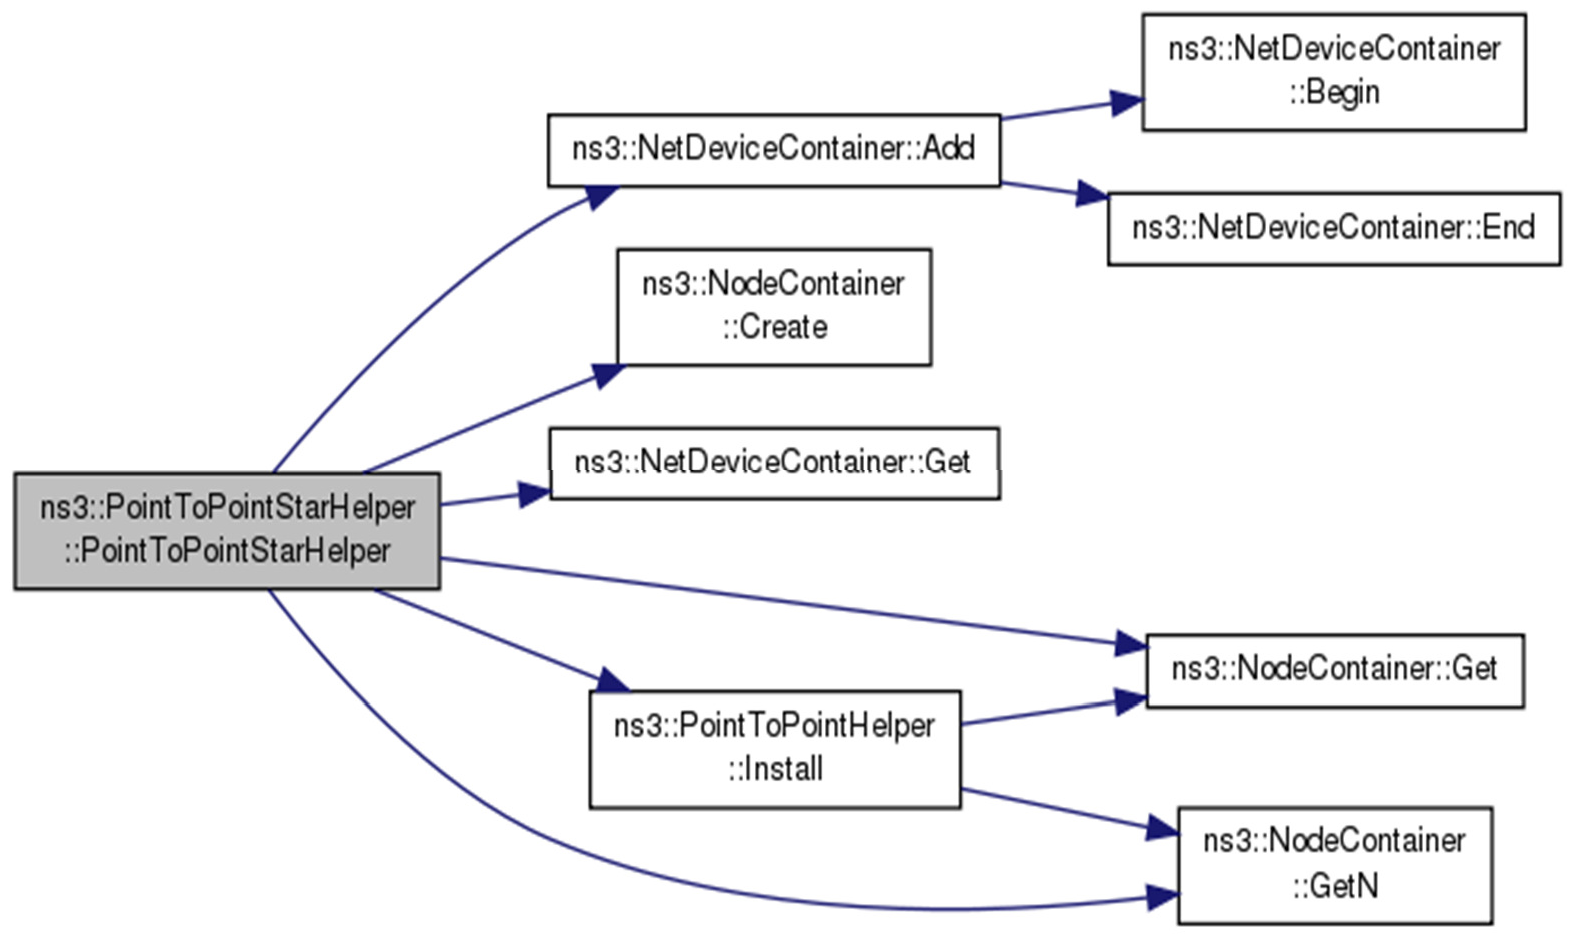 ns3::NetDeviceContainer
::Begin
ns3::NetDeviceContainer::Add
ns3::NetDeviceContainer::End
ns3::NodeContainer
::Create
ns3::NetDeviceContainer::Get
ns3::PointToPointStarHelper
::PointToPointStarHelper
ns3::NodeContainer::Get
ns3::PointToPointHelper
::Install
ns3::NodeContainer
::GetN